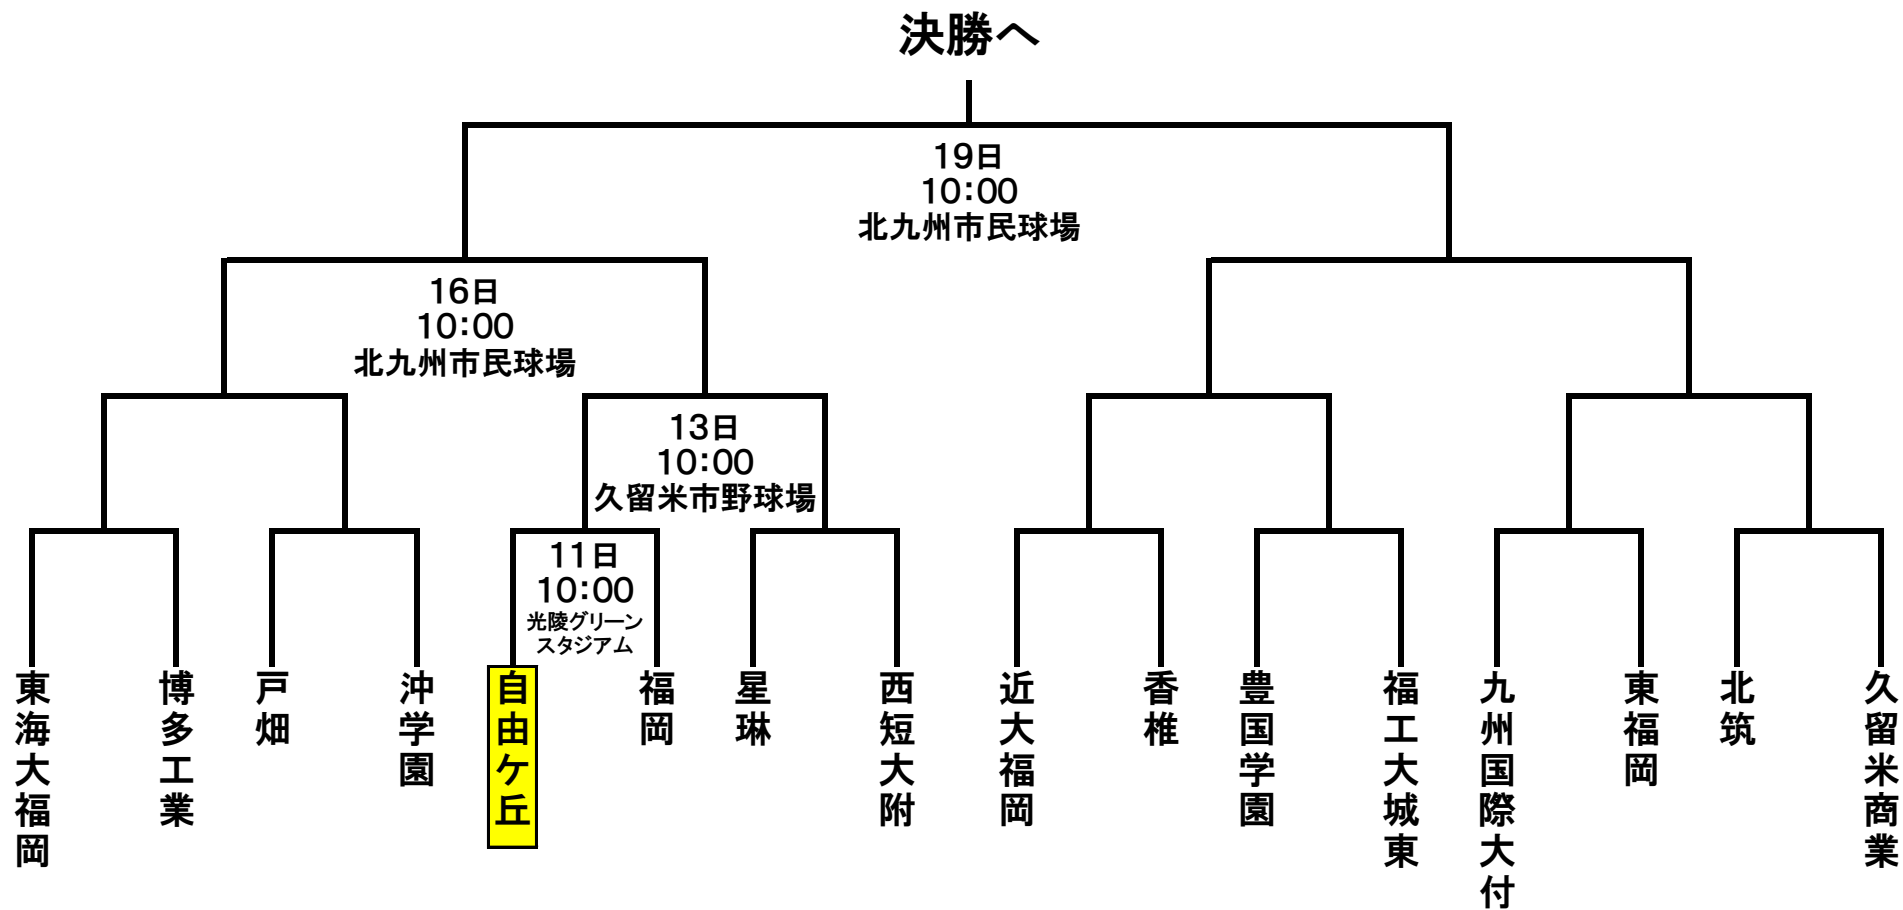 決勝へ
19日
10:00
北九州市民球場
16日
10:00
北九州市民球場
13日
10:00
久留米市野球場
11日
10:00
光陵グリーン
スタジアム
東海大福岡
博多工業
戸畑
沖学園
自由ケ丘
福岡
星琳
西短大附
近大福岡
香椎
豊国学園
福工大城東
九州国際大付
東福岡
北筑
久留米商業